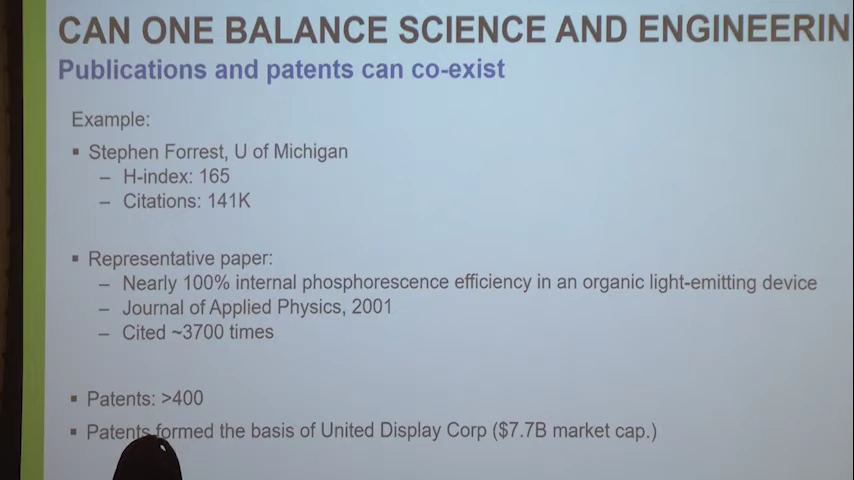 CAN ONE BALANCE SCIENCE AND ENGINEERIN
Publications and patents can co-exist
Example:
▪ Stephen Forrest, U of Michigan
– H-index: 165
– Citations: 141K
▪ Representative paper:
– Nearly 100% internal phosphorescence efficiency in an organic light-emitting device
– Journal of Applied Physics, 2001
– Cited ~3700 times
▪ Patents: >400
▪ Patents formed the basis of United Display Corp ($7.7B market cap.)